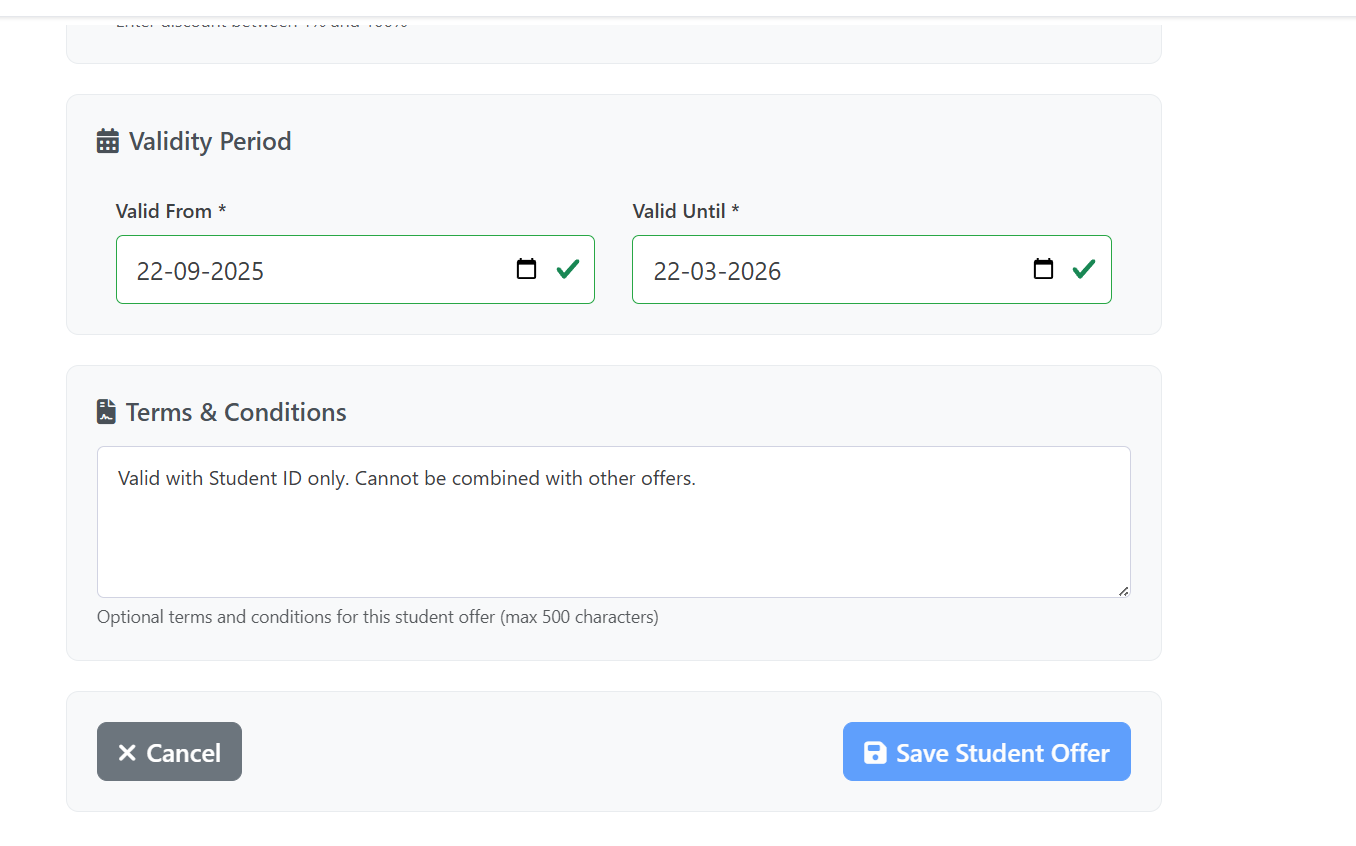 Enter discount between 1% and 100%
Validity Period
Valid From *
Valid Until *
22-09-2025
22-03-2026
Terms & Conditions
Valid with Student ID only. Cannot be combined with other offers.
Optional terms and conditions for this student offer (max 500 characters)
Cancel
Save Student Offer